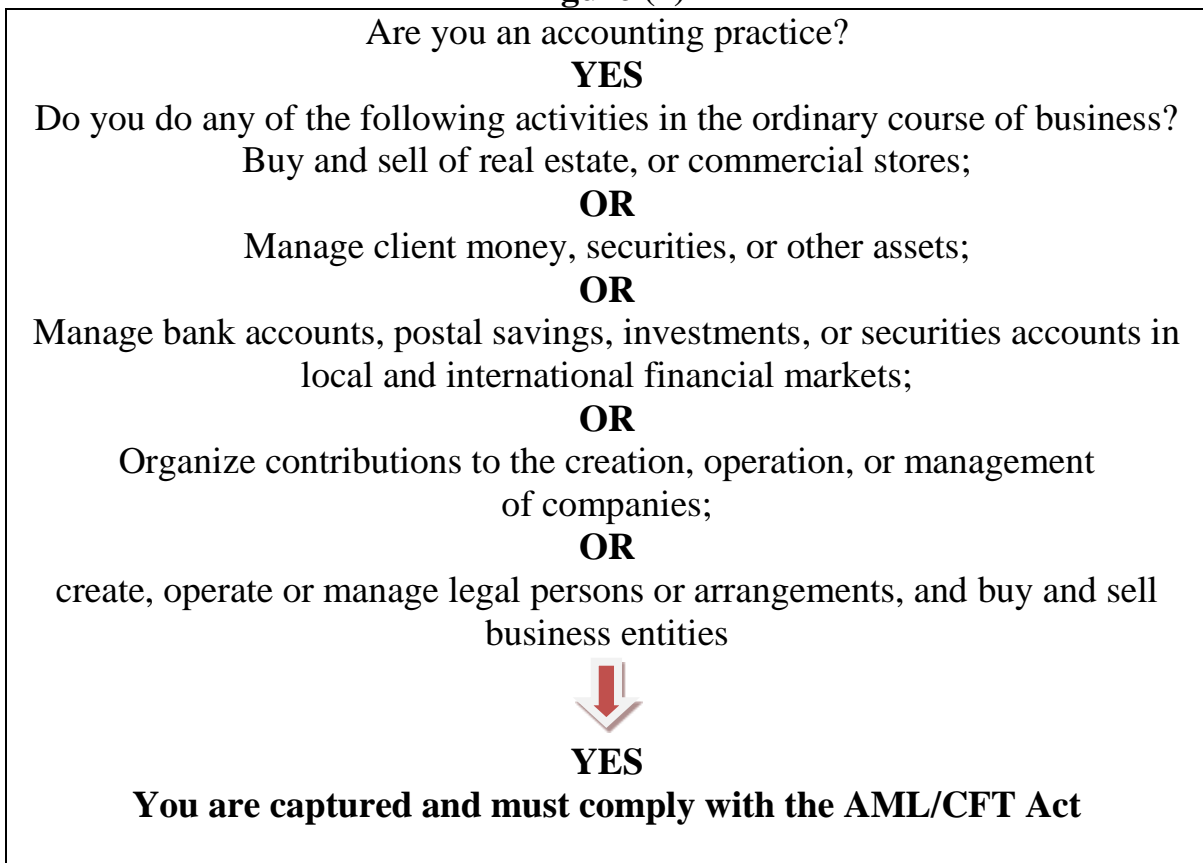 Are you an accounting practice?
YES
Do you do any of the following activities in the ordinary course of business?
Buy and sell of real estate, or commercial stores;
OR
Manage client money, securities, or other assets;
OR
Manage bank accounts, postal savings, investments, or securities accounts in
local and international financial markets;
OR
Organize contributions to the creation, operation, or management
of companies;
OR
create, operate or manage legal persons or arrangements, and buy and sell
business entities
YES
You are captured and must comply with the AML/CFT Act